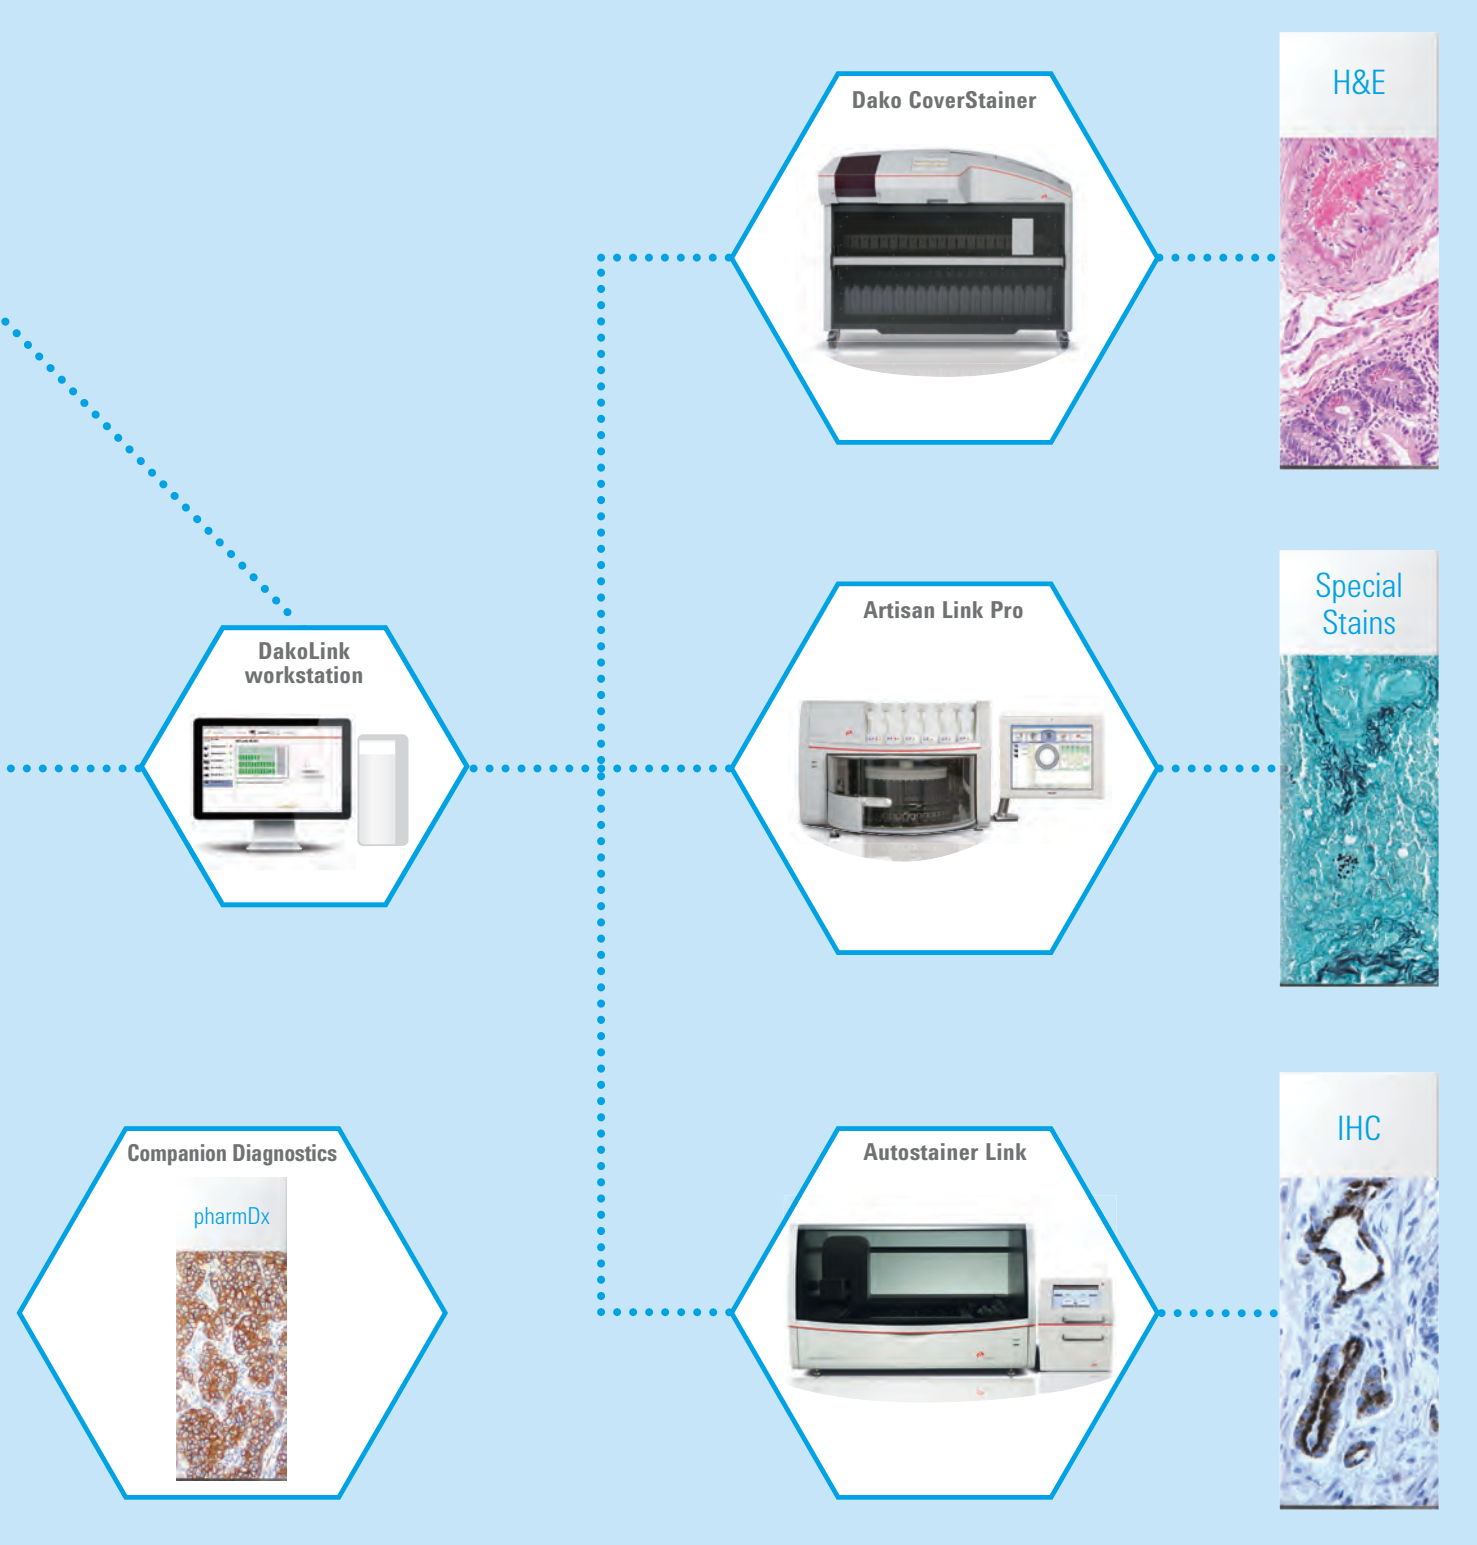 Dako CoverStainer
H&E
Artisan Link Pro
Special
Stains
DakoLink
workstation
Companion Diagnostics
pharmDx
Autostainer Link
IHC